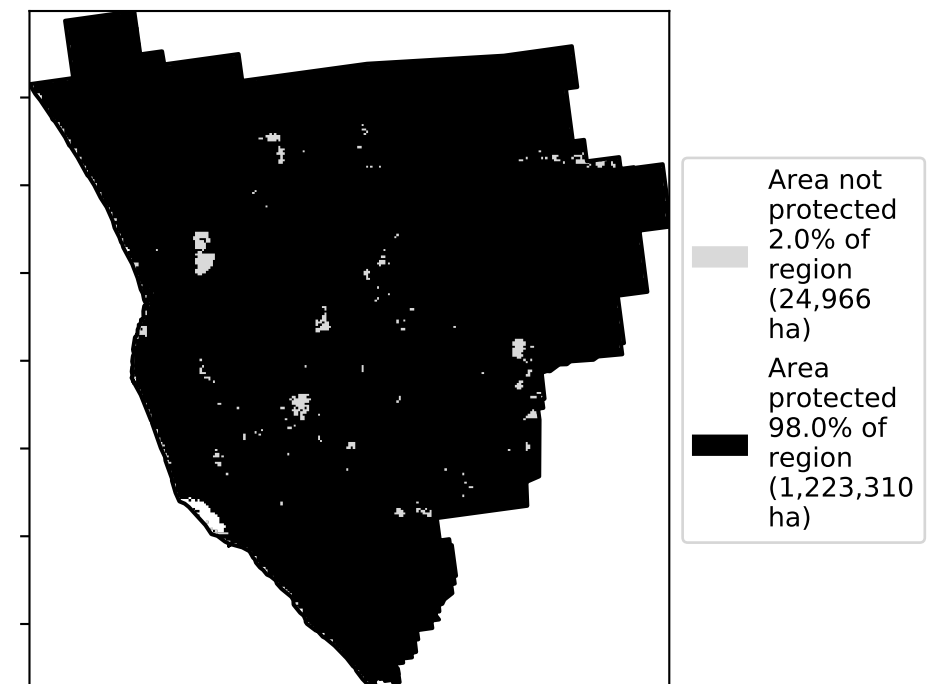 Area not
protected
2.0% of
region
(24,966
ha)
Area
protected
98.0% of
region
(1,223,310
ha)